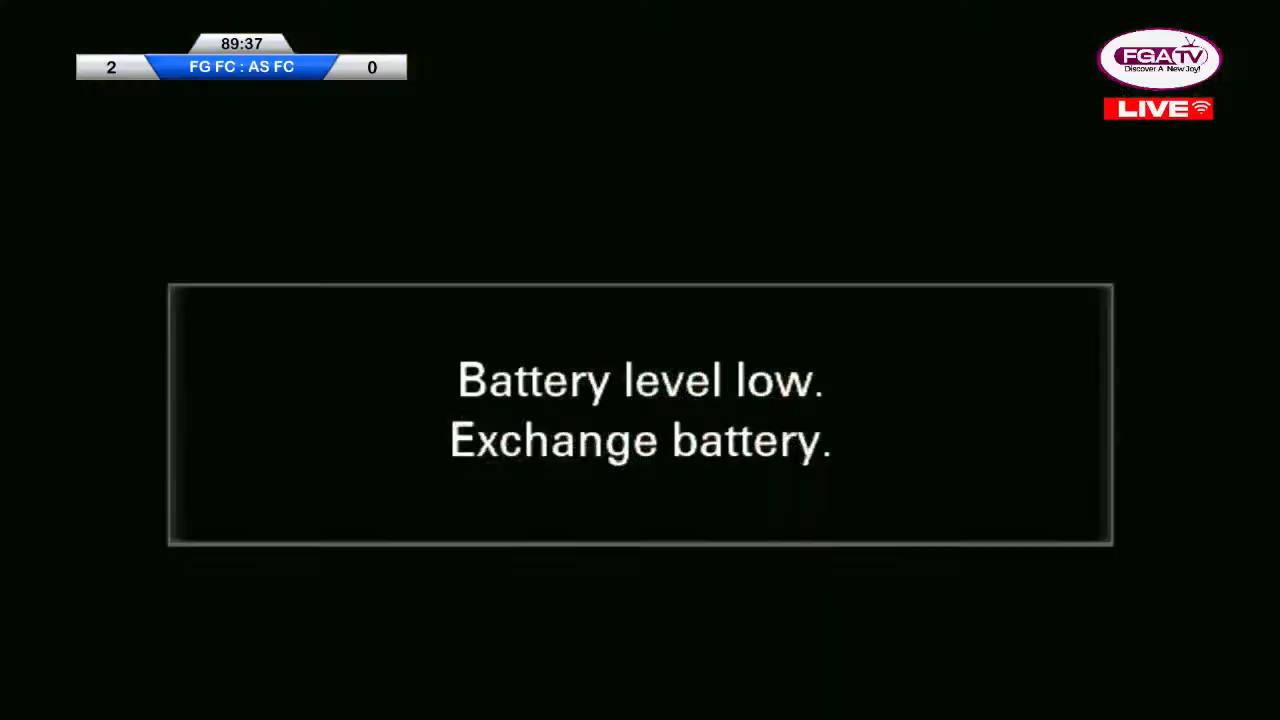 89:37
2 FG FC : AS FC 0
FGATV
Discover A New Joy!
LIVE
Battery level low.
Exchange battery.